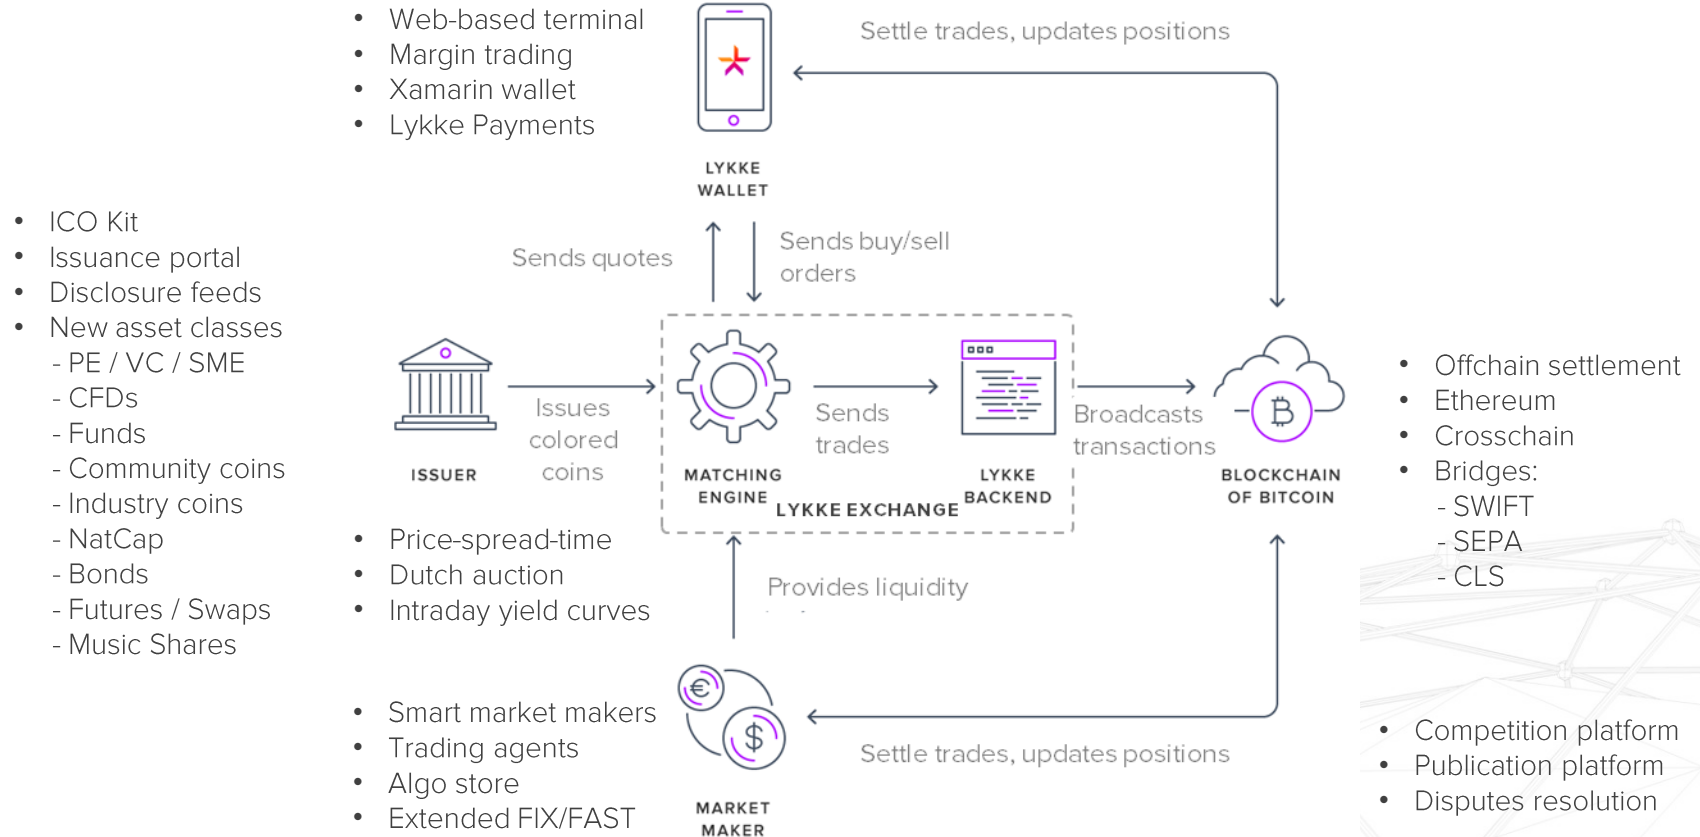 • Web-based terminal
• Margin trading
• Xamarin wallet
• Lykke Payments
Settle trades, updates positions
LYKKE
WALLET
• ICO Kit
• Issuance portal
• Disclosure feeds
• New asset classes
- PE / VC / SME
- CFDs
- Funds
- Community coins
- Industry coins
- NatCap
- Bonds
- Futures / Swaps
- Music Shares
Sends quotes
Sends buy/sell
orders
ISSUER
Issues
colored
coins
MATCHING
ENGINE
Sends
trades
LYKKE
BACKEND
LYKKE EXCHANGE
Broadcasts
transactions
BLOCKCHAIN
OF BITCOIN
• Offchain settlement
• Ethereum
• Crosschain
• Bridges:
- SWIFT
- SEPA
- CLS
• Price-spread-time
• Dutch auction
• Intraday yield curves
Provides liquidity
• Smart market makers
• Trading agents
• Algo store
• Extended FIX/FAST
€
$
MARKET
MAKER
Settle trades, updates positions
• Competition platform
• Publication platform
• Disputes resolution